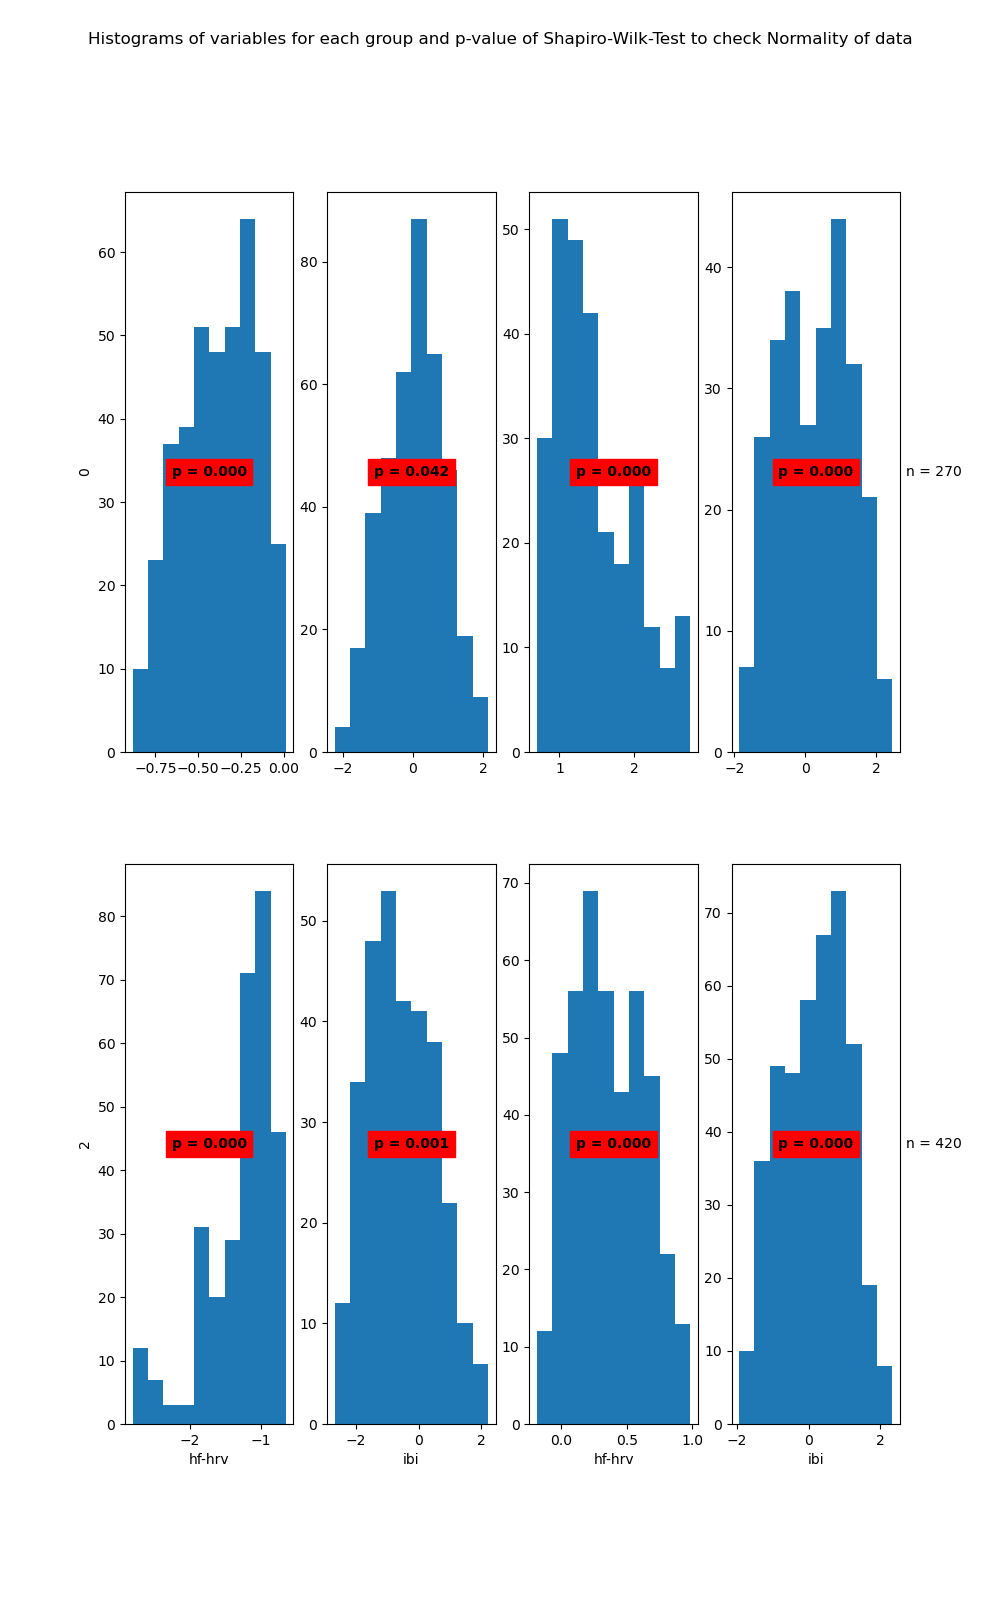 Histograms of variables for each group and p-value of Shapiro-Wilk-Test to check Normality of data
0
60
50
40
30
20
10
0
p = 0.000
−0.75 −0.50 −0.25 0.00
80
60
40
20
0
p = 0.042
−2 0 2
50
40
30
20
10
0
p = 0.000
1 2
40
30
20
10
0
p = 0.000
−2 0 2
n = 270
2
80
70
60
50
40
30
20
10
0
p = 0.000
−2 −1
hf-hrv
50
40
30
20
10
0
p = 0.001
−2 0 2
ibi
70
60
50
40
30
20
10
0
p = 0.000
0.0 0.5 1.0
hf-hrv
70
60
50
40
30
20
10
0
p = 0.000
−2 0 2
ibi
n = 420